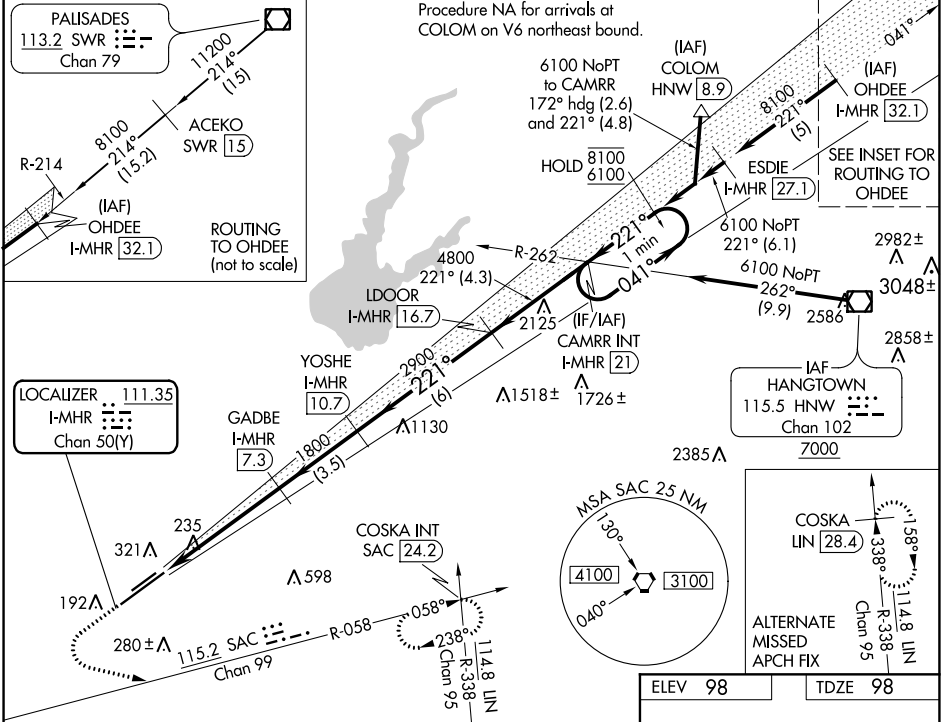 PALISADES
113.2 SWR
Chan 79
11200
214°
(15)
ACEKO
SWR 15
8100
214°
(15.2)
R-214
(IAF)
OHDEE
I-MHR 32.1
ROUTING
TO OHDEE
(not to scale)
Procedure NA for arrivals at
COLOM on V6 northeast bound.
6100 NoPT
to CAMRR
172° hdg (2.6)
and 221° (4.8)
(IAF)
COLOM
HNW 8.9
041°
(IAF)
OHDEE
I-MHR 32.1
8100
221°
(5)
HOLD 8100
6100
ESDIE
I-MHR 27.1
SEE INSET FOR
ROUTING TO
OHDEE
221°
1 min
041°
6100 NoPT
221° (6.1)
R-262
6100 NoPT
262°
(9.9)
2982±
3048±
2586
2858±
4800
221° (4.3)
LDOOR
I-MHR 16.7
2125
(IF/IAF)
CAMRR INT
I-MHR 21
IAF
HANGTOWN
115.5 HNW
Chan 102
7000
2900
221°
(6)
YOSHE
I-MHR
10.7
1518±
1726±
LOCALIZER 111.35
I-MHR
Chan 50(Y)
GADBE
I-MHR
7.3
1800
(3.5)
1130
2385
235
321
192
598
280±
COSKA INT
SAC 24.2
115.2 SAC
Chan 99
R-058
058°
238°
114.8 LIN
R-338
Chan 95
MSA SAC 25 NM
130°
4100
3100
040°
COSKA
LIN 28.4
158°
338°
114.8 LIN
R-338
Chan 95
ALTERNATE
MISSED
APCH FIX
ELEV 98
TDZE 98